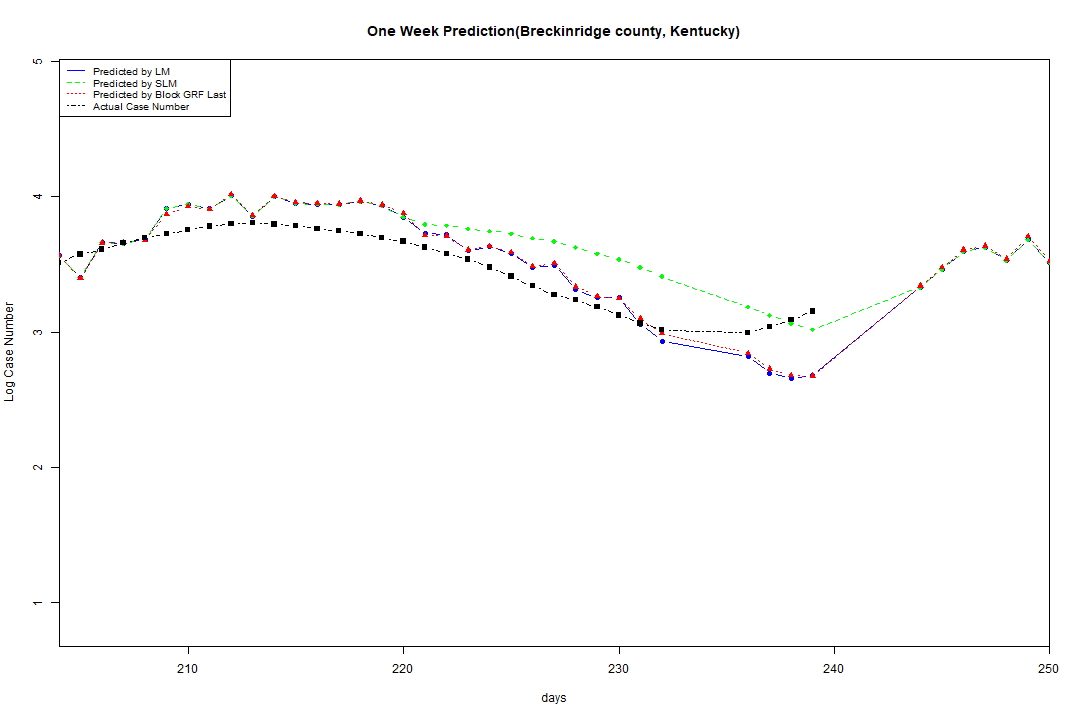 One Week Prediction(Breckinridge county, Kentucky)
Predicted by LM
Predicted by SLM
Predicted by Block GRF Last
Actual Case Number
5
4
3
2
1
Log Case Number
210 220 230 240 250
days